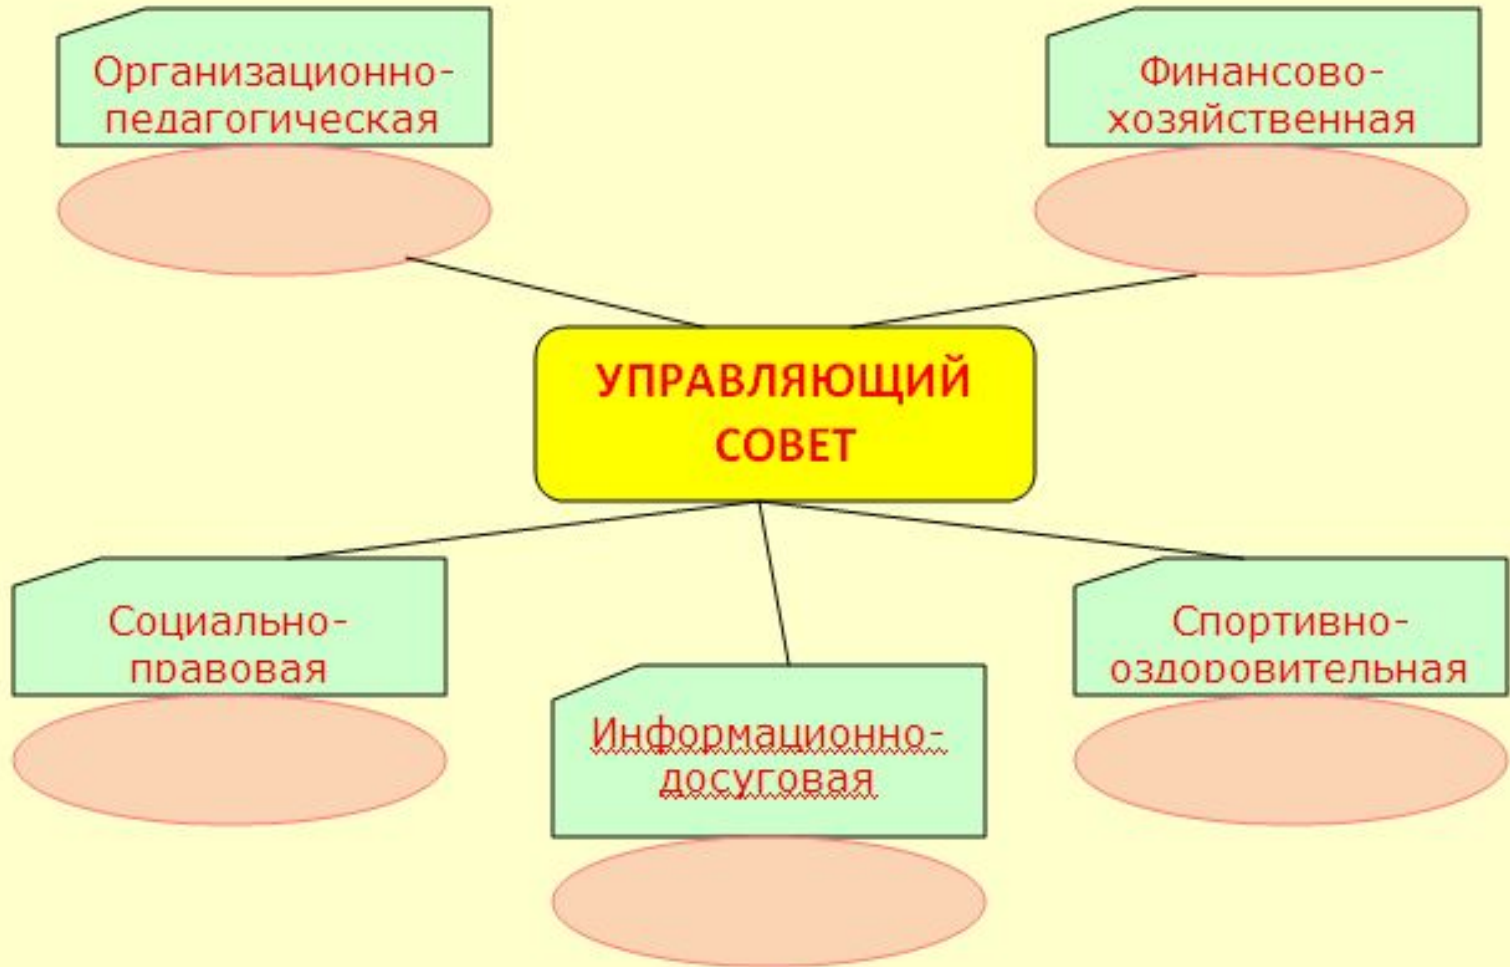 Организационно-
педагогическая
Финансово-
хозяйственная
УПРАВЛЯЮЩИЙ
СОВЕТ
Социально-
правовая
Информационно-
досуговая
Спортивно-
оздоровительная